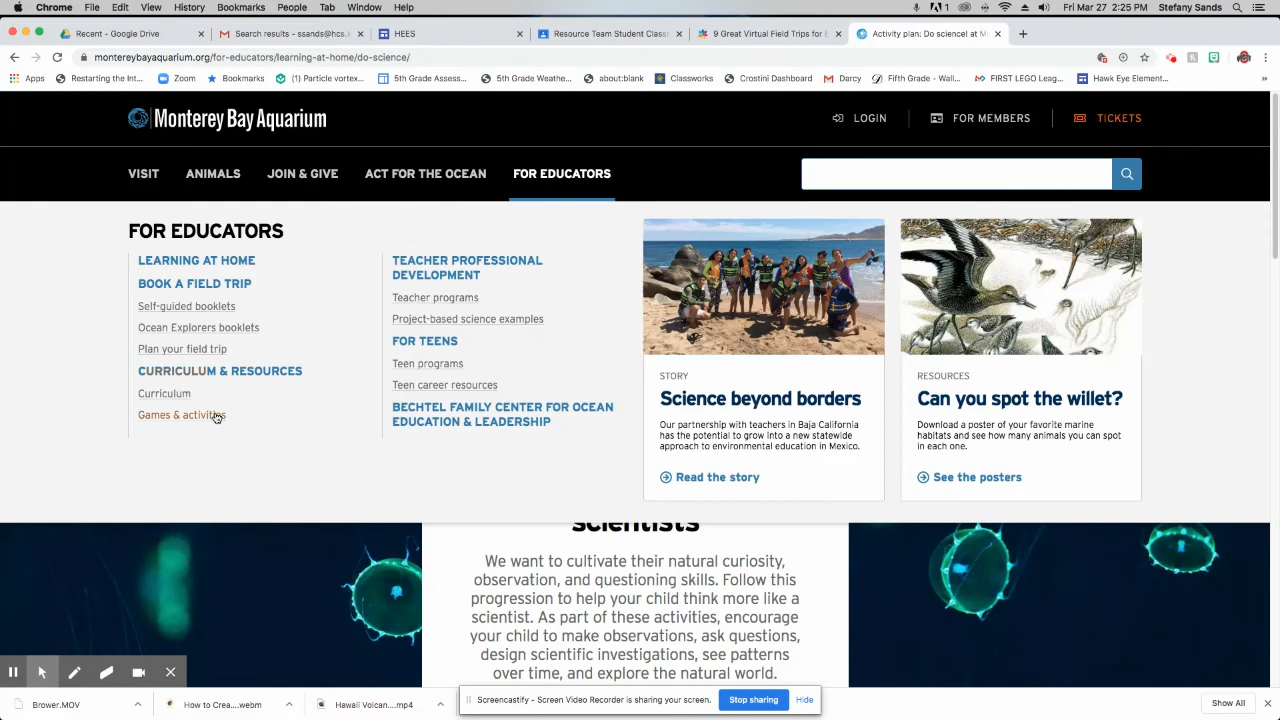 Chrome File Edit View History Bookmarks People Tab Window Help Fri Mar 27 2:25 PM Stefany Sands
Recent - Google Drive Search results - ssands@hcs.k HEES Resource Team Student Classr 9 Great Virtual Field Trips for E Activity plan: Do science! at M
montereybayaquarium.org/for-educators/learning-at-home/do-science/
Apps Restarting the Int... Zoom Bookmarks (1) Particle vortex... 5th Grade Assess... 5th Grade Weathe... about:blank Classworks Crostini Dashboard Darcy Fifth Grade - Wall... FIRST LEGO Leag... Hawk Eye Element... »
Monterey Bay Aquarium
LOGIN FOR MEMBERS TICKETS
VISIT ANIMALS JOIN & GIVE ACT FOR THE OCEAN FOR EDUCATORS
FOR EDUCATORS
LEARNING AT HOME
BOOK A FIELD TRIP
Self-guided booklets
Ocean Explorers booklets
Plan your field trip
CURRICULUM & RESOURCES
Curriculum
Games & activities
TEACHER PROFESSIONAL
DEVELOPMENT
Teacher programs
Project-based science examples
FOR TEENS
Teen programs
Teen career resources
BECHTEL FAMILY CENTER FOR OCEAN
EDUCATION & LEADERSHIP
STORY
Science beyond borders
Our partnership with teachers in Baja California
has the potential to grow into a new statewide
approach to environmental education in Mexico.
Read the story
RESOURCES
Can you spot the willet?
Download a poster of your favorite marine
habitats and see how many animals you can spot
in each one.
See the posters
scientists
We want to cultivate their natural curiosity,
observation, and questioning skills. Follow this
progression to help your child think more like a
scientist. As part of these activities, encourage
your child to make observations, ask questions,
design scientific investigations, see patterns
over time, and explore the natural world.
Screencastify - Screen Video Recorder is sharing your screen. Stop sharing Hide
Boxer.MOV How to Crea....webm Hawaii Volcan....mp4 Show All